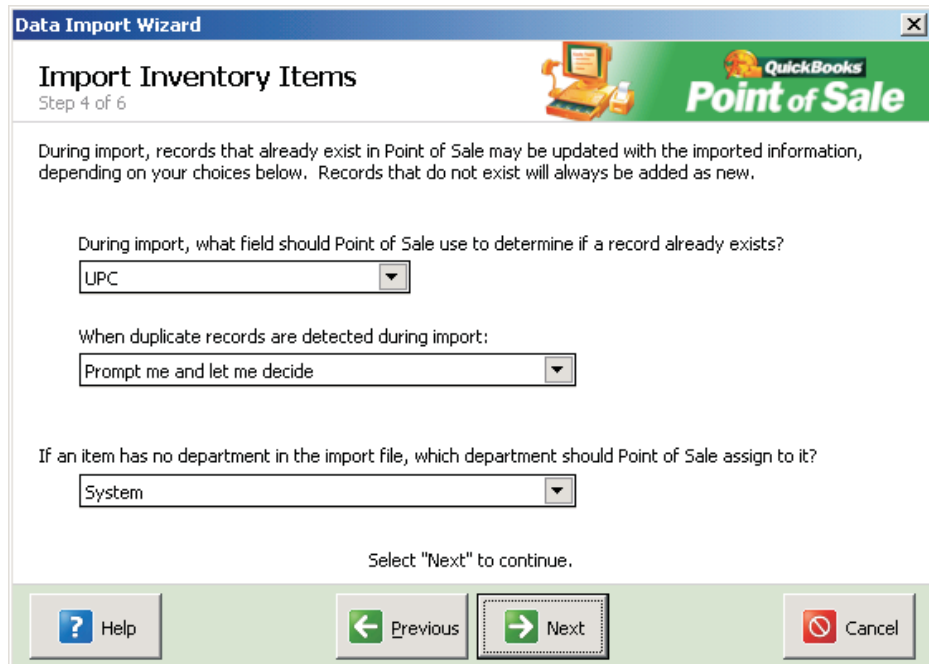 Data Import Wizard
Import Inventory Items
Step 4 of 6
QuickBooks
Point of Sale
During import, records that already exist in Point of Sale may be updated with the imported information,
depending on your choices below. Records that do not exist will always be added as new.
During import, what field should Point of Sale use to determine if a record already exists?
UPC
When duplicate records are detected during import:
Prompt me and let me decide
If an item has no department in the import file, which department should Point of Sale assign to it?
System
Select "Next" to continue.
? Help
Previous
Next
Cancel